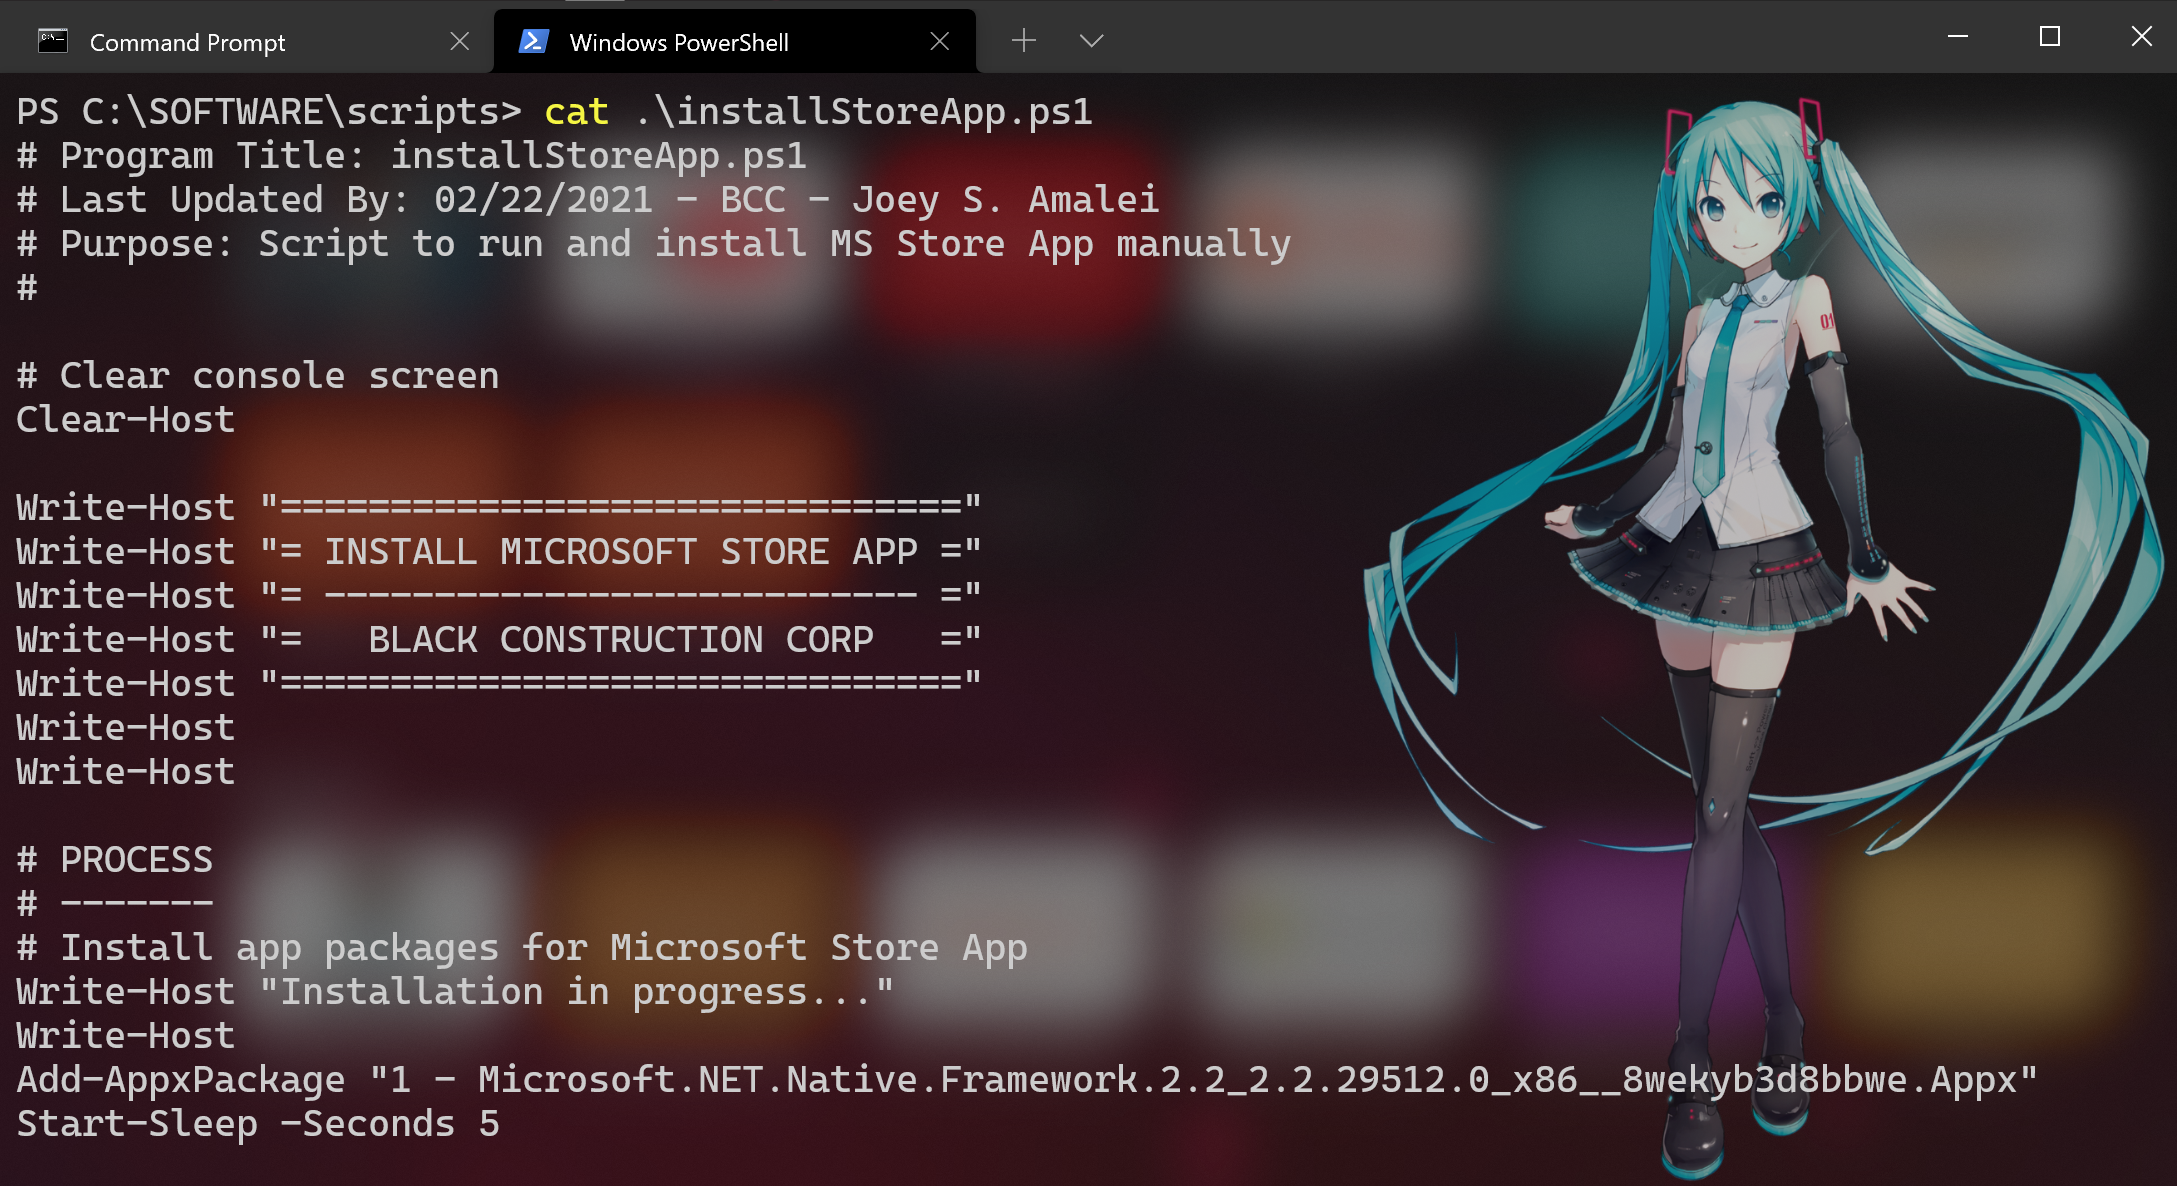 Command Prompt
Windows PowerShell
PS C:\SOFTWARE\scripts> cat .\installStoreApp.ps1
# Program Title: installStoreApp.ps1
# Last Updated By: 02/22/2021 - BCC - Joey S. Amalei
# Purpose: Script to run and install MS Store App manually
#
# Clear console screen
Clear-Host
Write-Host "==============================="
Write-Host "= INSTALL MICROSOFT STORE APP ="
Write-Host "= --------------------------- ="
Write-Host "=   BLACK CONSTRUCTION CORP   ="
Write-Host "==============================="
Write-Host
Write-Host
# PROCESS
# -------
# Install app packages for Microsoft Store App
Write-Host "Installation in progress..."
Write-Host
Add-AppxPackage "1 - Microsoft.NET.Native.Framework.2.2_2.2.29512.0_x86__8wekyb3d8bbwe.Appx"
Start-Sleep -Seconds 5
01